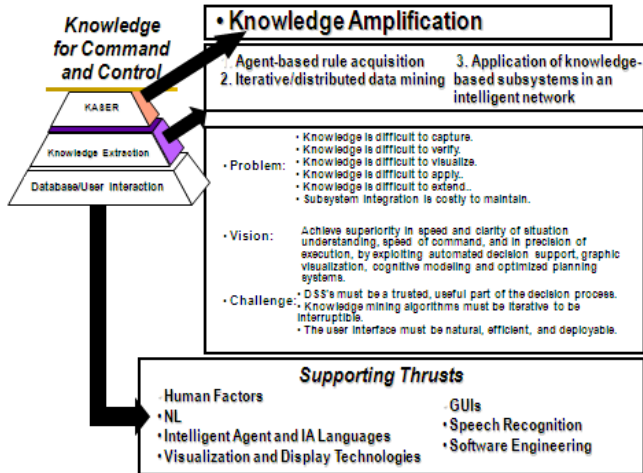 Knowledge
for Command
and Control
KASER
Knowledge Extraction
Database/User Interaction
• Knowledge Amplification
1. Agent-based rule acquisition
2. Iterative/distributed data mining
3. Application of knowledge-
based subsystems in an
intelligent network
• Problem:
• Knowledge is difficult to capture.
• Knowledge is difficult to verify.
• Knowledge is difficult to visualize.
• Knowledge is difficult to apply..
• Knowledge is difficult to extend..
• Subsystem integration is costly to maintain.
• Vision:
Achieve superiority in speed and clarity of situation
understanding, speed of command, and in precision of
execution, by exploiting automated decision support, graphic
visualization, cognitive modeling and optimized planning
systems.
• Challenge:
• DSS's must be a trusted, useful part of the decision process.
• Knowledge mining algorithms must be iterative to be
interruptible.
• The user interface must be natural, efficient, and deployable.
Supporting Thrusts
•Human Factors
•NL
•Intelligent Agent and IA Languages
•Visualization and Display Technologies
•GUIs
•Speech Recognition
•Software Engineering